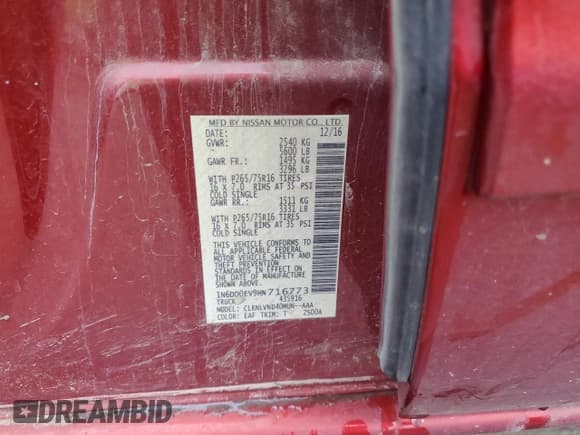 MFD BY NISSAN MOTOR CO., LTD.
DATE: 12/16
GVWR: 2540 KG
5600 LB
GAWR FR.: 1495 KG
3296 LB
WITH P265/75R16 TIRES
16 X 7.0 RIMS AT 35 PSI
COLD SINGLE
GAWR RR.: 1511 KG
3331 LB
WITH P265/75R16 TIRES
16 X 7.0 RIMS AT 35 PSI
COLD SINGLE
THIS VEHICLE CONFORMS TO
ALL APPLICABLE FEDERAL
MOTOR VEHICLE SAFETY AND
THEFT PREVENTION
STANDARDS IN EFFECT ON
THE DATE OF MANUFACTURE
SHOWN ABOVE.
1N6DD0EV9HN716773
TRUCK 435916
MODEL: CLRNLVND40MUN--AAA
COLOR: EAF TRIM: T ZS00A
DREAMBID